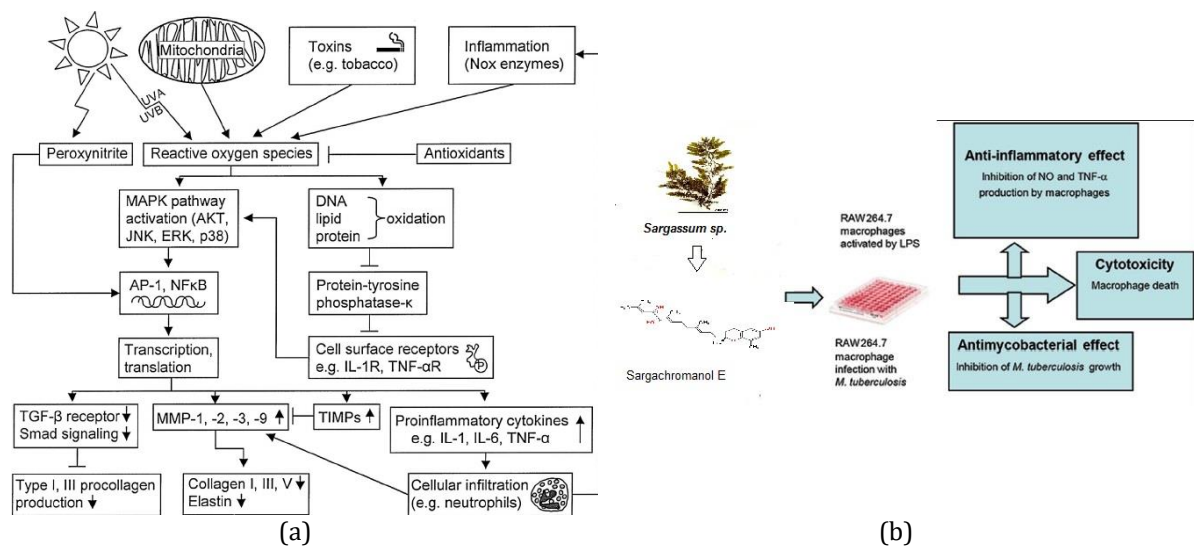 Mitochondria
Toxins
(e.g. tobacco)
Inflammation
(Nox enzymes)
UVA
UVB
Peroxynitrite
Reactive oxygen species
Antioxidants
MAPK pathway
activation (AKT,
JNK, ERK, p38)
DNA
lipid
protein
oxidation
AP-1, NFκB
Protein-tyrosine
phosphatase-κ
Transcription,
translation
Cell surface receptors
e.g. IL-1R, TNF-αR
P
TGF-β receptor
Smad signaling
MMP-1, -2, -3, -9
TIMPs
Proinflammatory cytokines
e.g. IL-1, IL-6, TNF-α
Type I, III procollagen
production
Collagen I, III, V
Elastin
Cellular infiltration
(e.g. neutrophils)
(a)
Sargassum sp.
Sargachromanol E
RAW264.7
macrophages
activated by LPS
RAW264.7
macrophage
infection with
M. tuberculosis
Anti-inflammatory effect
Inhibition of NO and TNF-α
production by macrophages
Cytotoxicity
Macrophage death
Antimycobacterial effect
Inhibition of M. tuberculosis growth
(b)